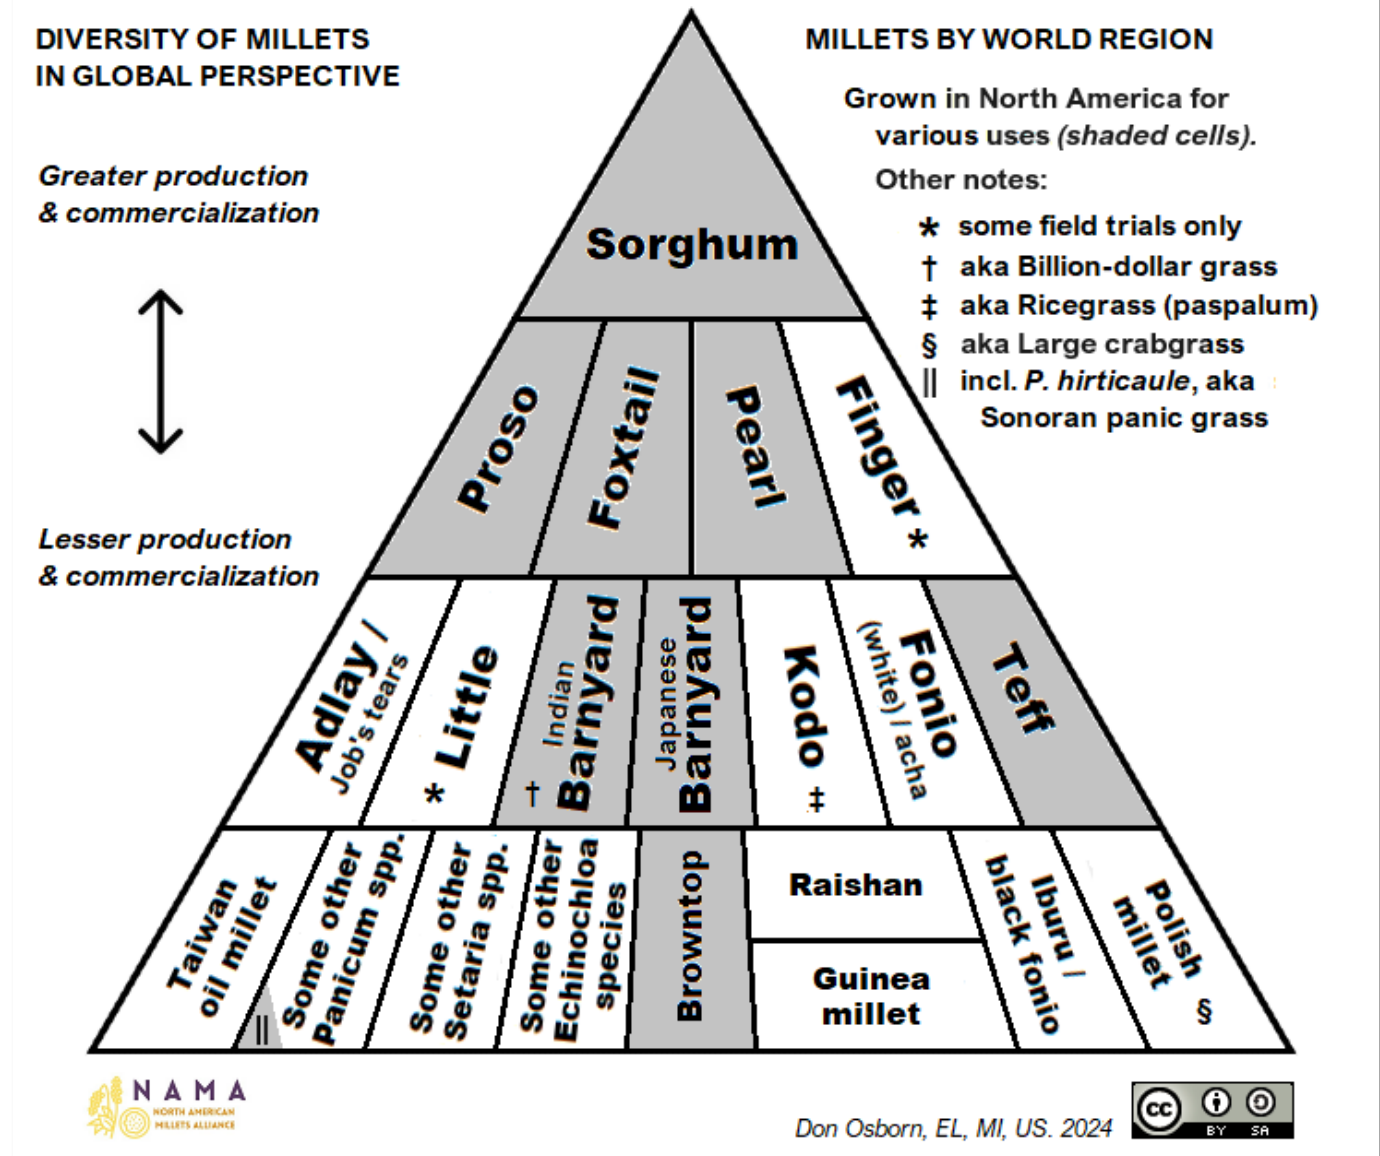 DIVERSITY OF MILLETS
IN GLOBAL PERSPECTIVE
Greater production
& commercialization
Lesser production
& commercialization
MILLETS BY WORLD REGION
Grown in North America for
various uses (shaded cells).
Other notes:
* some field trials only
† aka Billion-dollar grass
‡ aka Ricegrass (paspalum)
§ aka Large crabgrass
|| incl. P. hirticaule, aka
Sonoran panic grass
Sorghum
Proso
Foxtail
Pearl
Finger *
Adlay /
Job's tears
* Little
Indian
† Barnyard
Japanese
Barnyard
Kodo ‡
Fonio
(white) / acha
Teff
Taiwan
oil millet
||
Some other
Panicum spp.
Some other
Setaria spp.
Some other
Echinochloa
species
Browntop
Raishan
Guinea
millet
Iburu /
black fonio
Polish
millet §
NAMA
NORTH AMERICAN
MILLETS ALLIANCE
Don Osborn, EL, MI, US. 2024
cc
BY SA